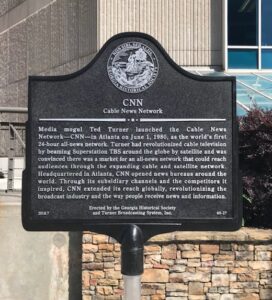 CNN
Cable News Network
Media mogul Ted Turner launched the Cable News
Network—CNN—in Atlanta on June 1, 1980, as the world's first
24-hour all-news network. Turner had revolutionized cable television
by beaming Superstation TBS around the globe by satellite and was
convinced there was a market for an all-news network that could reach
audiences through the expanding cable and satellite network.
Headquartered in Atlanta, CNN opened news bureaus around the
world. Through its subsidiary channels and the competitors it
inspired, CNN extended its reach globally, revolutionizing the
broadcast industry and the way people receive news and information.
Erected by the Georgia Historical Society
and Turner Broadcasting System, Inc.